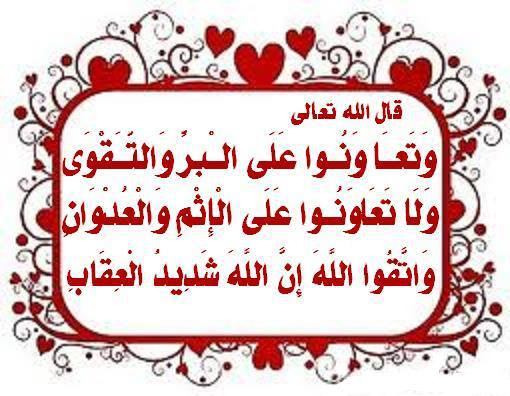 قال الله تعالى
وَتَعَاوَنُوا عَلَى الْبِرِّ وَالتَّقْوَى
وَلَا تَعَاوَنُوا عَلَى الْإِثْمِ وَالْعُدْوَانِ
وَاتَّقُوا اللَّهَ إِنَّ اللَّهَ شَدِيدُ الْعِقَابِ